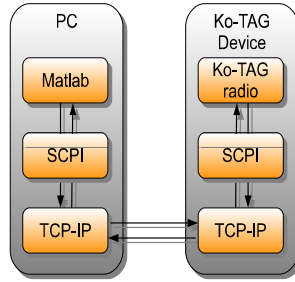 PC
Matlab
SCPI
TCP-IP
Ko-TAG
Device
Ko-TAG
radio
SCPI
TCP-IP